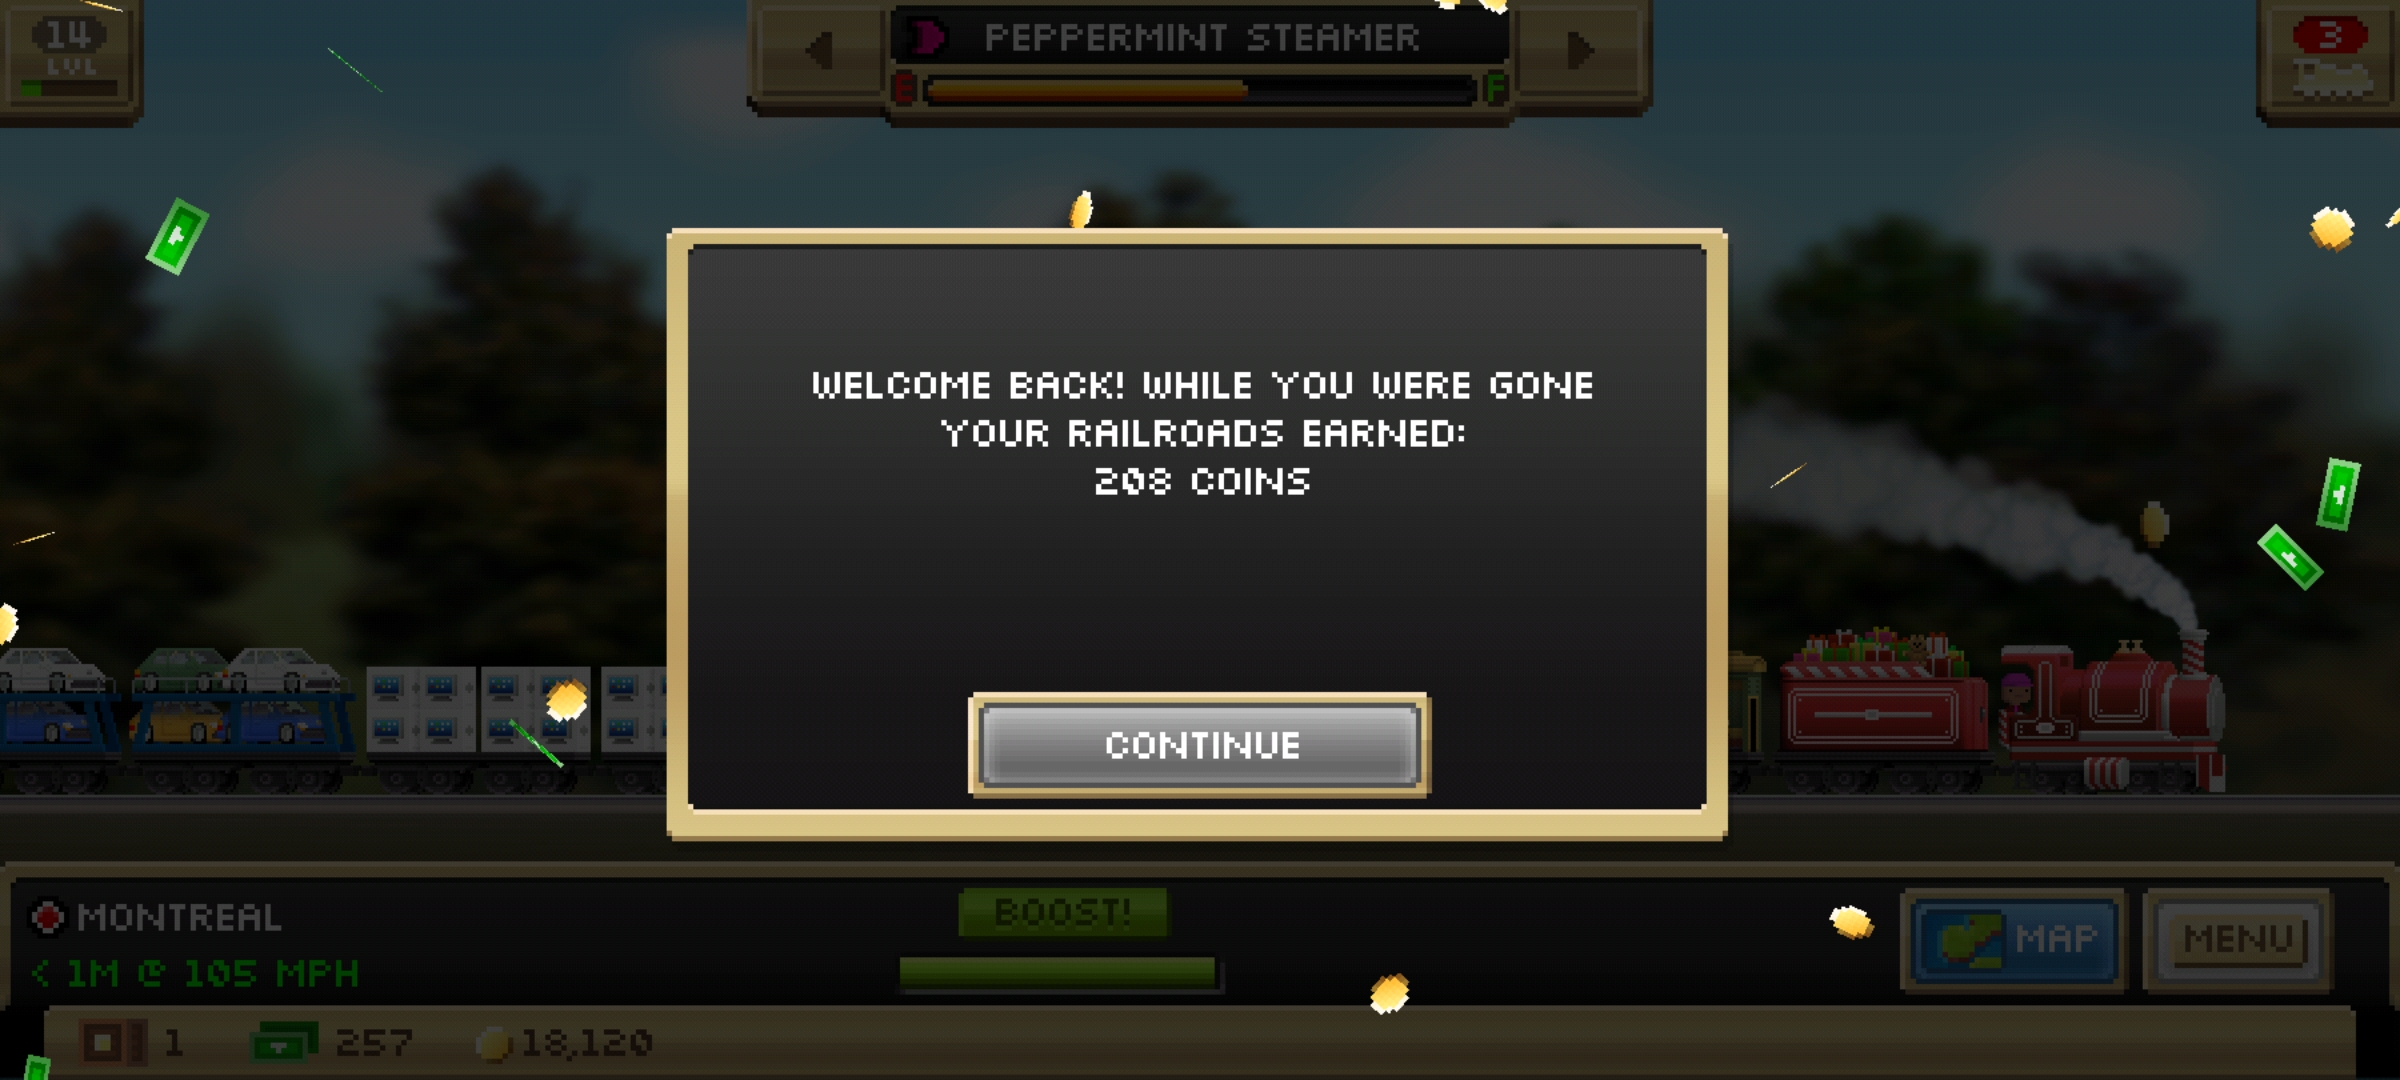 14
LVL
PEPPERMINT STEAMER
E F
3
WELCOME BACK! WHILE YOU WERE GONE
YOUR RAILROADS EARNED:
208 COINS
CONTINUE
MONTREAL
< 1M @ 105 MPH
BOOST!
MAP
MENU
1 257 18,120